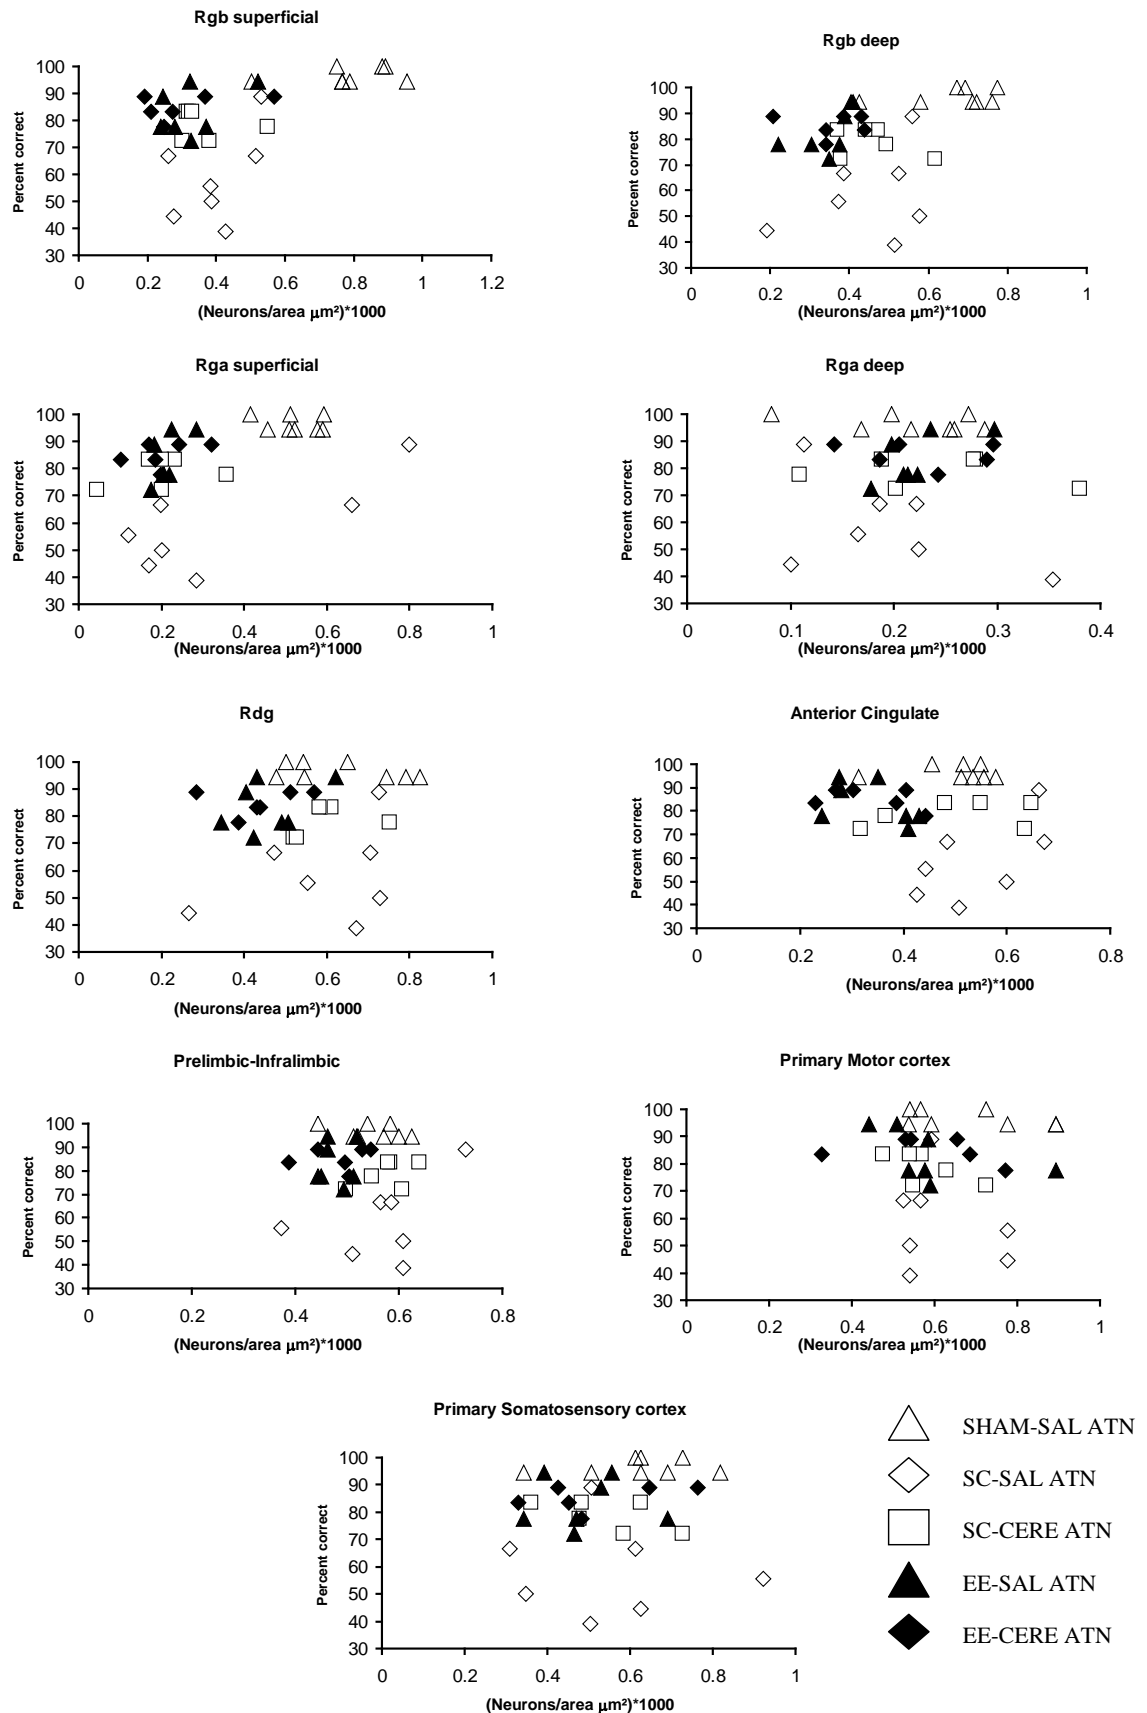 Rgb superficial
100
90
80
70
60
50
40
30
Percent correct
0 0.2 0.4 0.6 0.8 1 1.2
(Neurons/area μm²)*1000
Rgb deep
100
90
80
70
60
50
40
30
Percent correct
0 0.2 0.4 0.6 0.8 1
(Neurons/area μm²)*1000
Rga superficial
100
90
80
70
60
50
40
30
Percent correct
0 0.2 0.4 0.6 0.8 1
(Neurons/area μm²)*1000
Rga deep
100
90
80
70
60
50
40
30
Percent correct
0 0.1 0.2 0.3 0.4
(Neurons/area μm²)*1000
Rdg
100
90
80
70
60
50
40
30
Percent correct
0 0.2 0.4 0.6 0.8 1
(Neurons/area μm²)*1000
Anterior Cingulate
100
90
80
70
60
50
40
30
Percent correct
0 0.2 0.4 0.6 0.8
(Neurons/area μm²)*1000
Prelimbic-Infralimbic
100
90
80
70
60
50
40
30
Percent correct
0 0.4 0.6 0.8
(Neurons/area μm²)*1000
Primary Motor cortex
100
90
80
70
60
50
40
30
Percent correct
0 0.2 0.4 0.6 0.8 1
(Neurons/area μm²)*1000
Primary Somatosensory cortex
100
90
80
70
60
50
40
30
Percent correct
0 0.2 0.4 0.6 0.8 1
(Neurons/area μm²)*1000
SHAM-SAL ATN
SC-SAL ATN
SC-CERE ATN
EE-SAL ATN
EE-CERE ATN